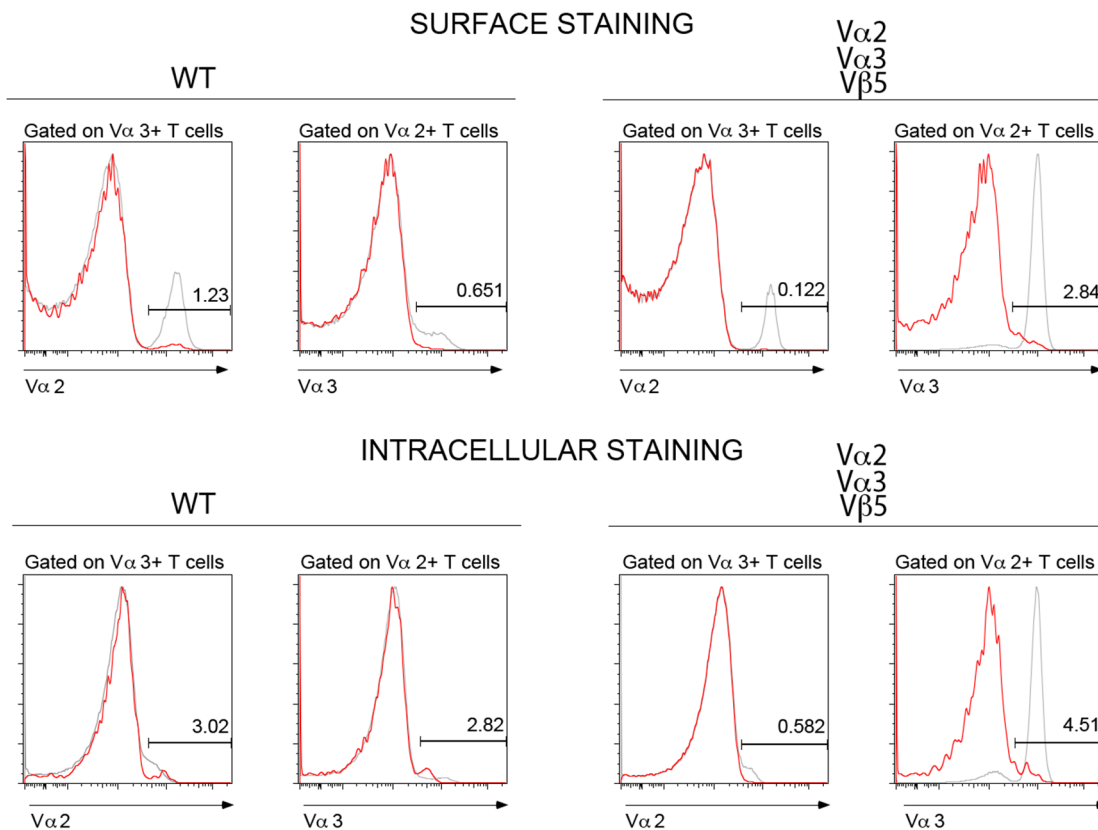 SURFACE STAINING
WT
Vα2
Vα3
Vβ5
Gated on Vα 3+ T cells
Gated on Vα 2+ T cells
Gated on Vα 3+ T cells
Gated on Vα 2+ T cells
1.23
0.651
0.122
2.84
Vα 2
Vα 3
Vα 2
Vα 3
INTRACELLULAR STAINING
WT
Vα2
Vα3
Vβ5
Gated on Vα 3+ T cells
Gated on Vα 2+ T cells
Gated on Vα 3+ T cells
Gated on Vα 2+ T cells
3.02
2.82
0.582
4.51
Vα 2
Vα 3
Vα 2
Vα 3